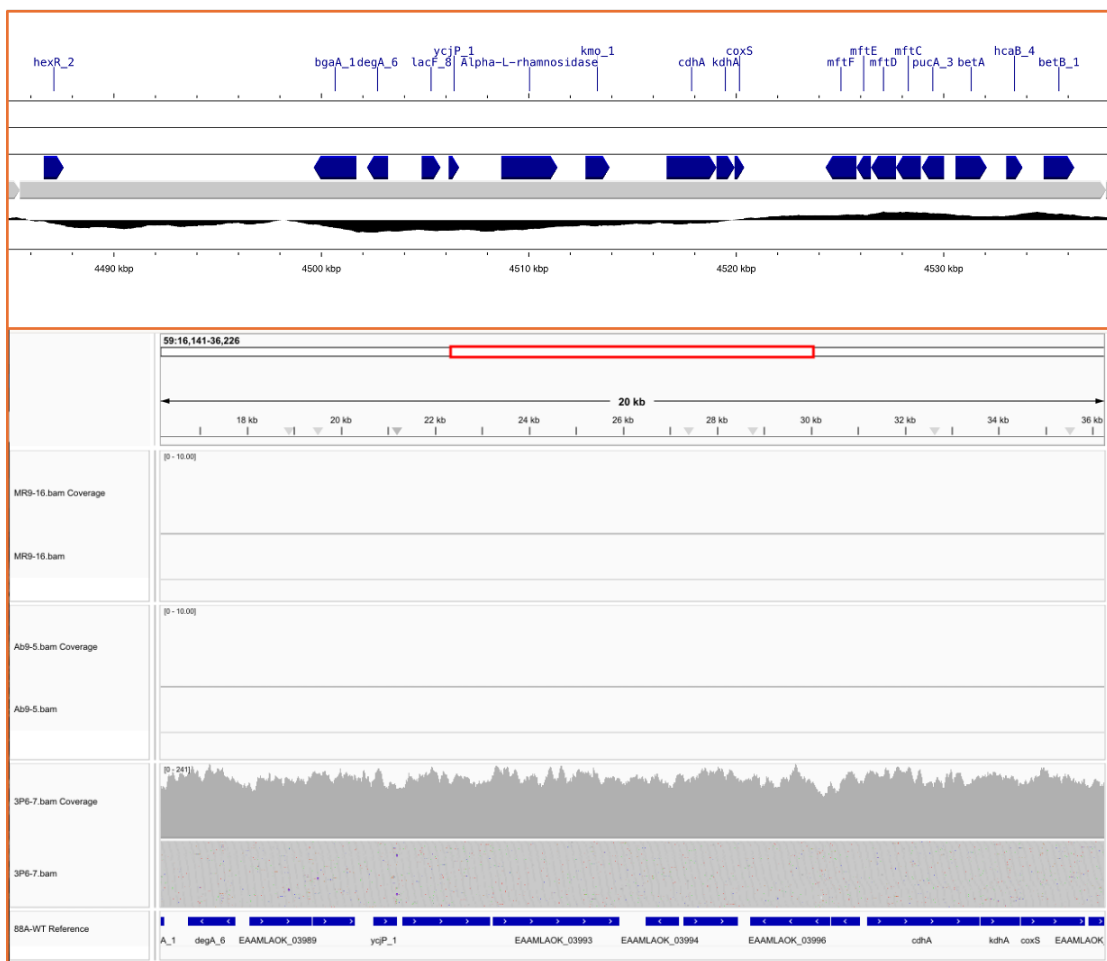 ycjP_1 kmo_1 coxS mftE mftC hcaB_4
hexR_2 bgaA_1 degA_6 lacF_8 Alpha-L-rhamnosidase cdhA kdhA mftF mftD pucA_3 betA betB_1
4490 kbp 4500 kbp 4510 kbp 4520 kbp 4530 kbp
59:16,141-36,226
20 kb
18 kb 20 kb 22 kb 24 kb 26 kb 28 kb 30 kb 32 kb 34 kb 36 kb
[0 - 10.00]
MR9-16.bam Coverage
MR9-16.bam
[0 - 10.00]
Ab9-5.bam Coverage
Ab9-5.bam
[0 - 241]
3P6-7.bam Coverage
3P6-7.bam
88A-WT Reference
A_1 degA_6 EAAMLAOK_03989 ycjP_1 EAAMLAOK_03993 EAAMLAOK_03994 EAAMLAOK_03996 cdhA kdhA coxS EAAMLAOK